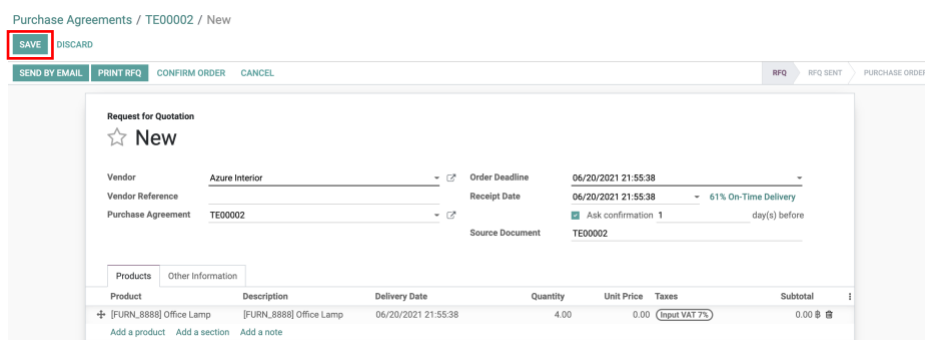 Purchase Agreements / TE00002 / New
SAVE DISCARD
SEND BY EMAIL PRINT RFQ CONFIRM ORDER CANCEL RFQ RFQ SENT PURCHASE ORDER
Request for Quotation
New
Vendor Azure Interior Order Deadline 06/20/2021 21:55:38
Vendor Reference Receipt Date 06/20/2021 21:55:38 61% On-Time Delivery
Purchase Agreement TE00002 Ask confirmation 1 day(s) before
Source Document TE00002
Products Other Information
Product Description Delivery Date Quantity Unit Price Taxes Subtotal
[FURN_8888] Office Lamp [FURN_8888] Office Lamp 06/20/2021 21:55:38 4.00 0.00 Input VAT 7% 0.00 ฿
Add a product Add a section Add a note